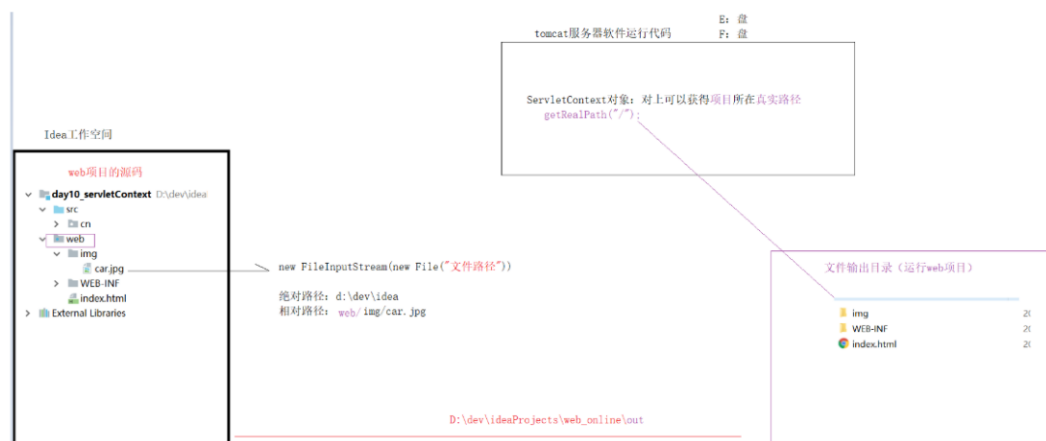 E: 盘
tomcat服务器软件运行代码
F: 盘
ServletContext对象: 对上可以获得项目所在真实路径
getRealPath("/");
Idea工作空间
web项目的源码
day10_servletContext D:\dev\idea
src
cn
web
img
car.jpg
WEB-INF
index.html
External Libraries
new FileInputStream(new File("文件路径"))
绝对路径: d:\dev\idea
相对路径: web/img/car.jpg
文件输出目录（运行web项目）
img
WEB-INF
index.html
D:\dev\ideaProjects\web_online\out